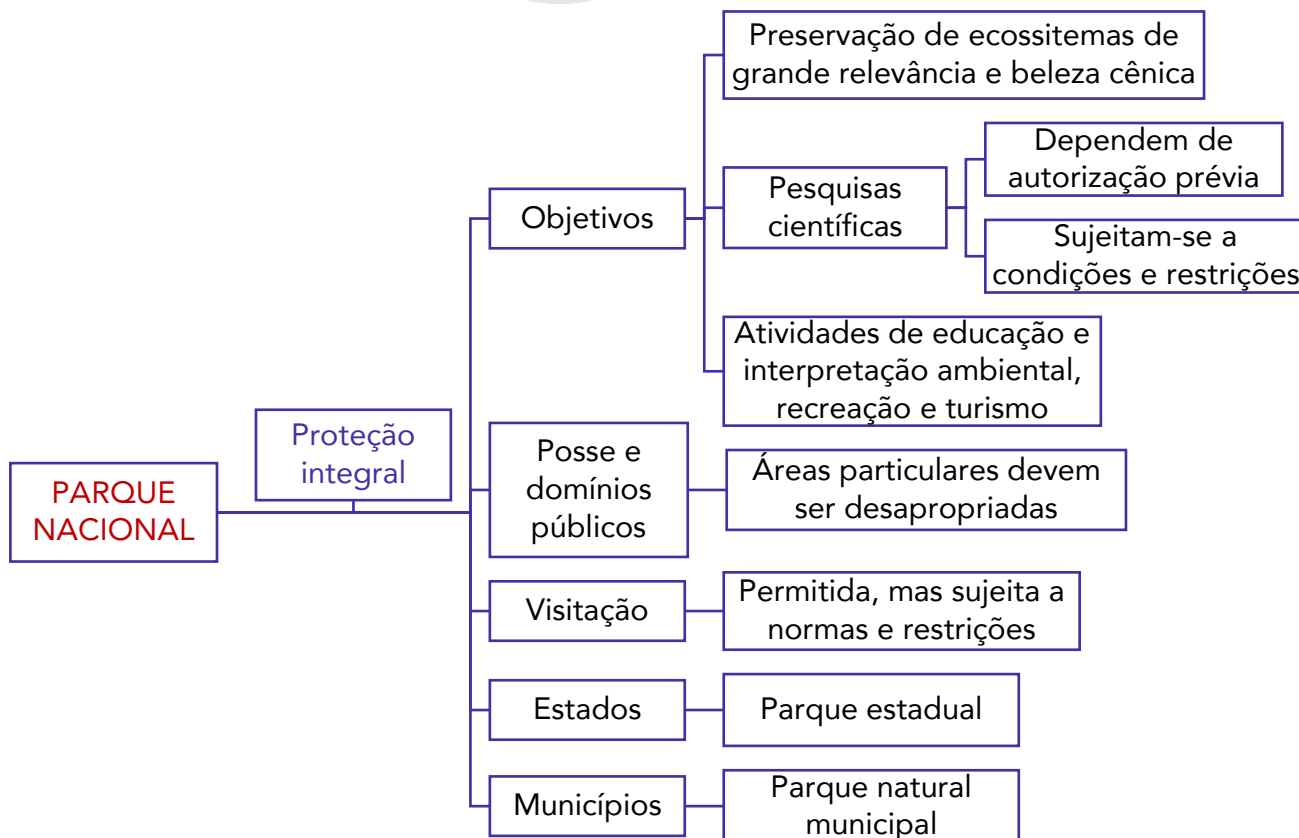 Preservação de ecossitemas de
grande relevância e beleza cênica
Dependem de
autorização prévia
Pesquisas
científicas
Objetivos
Sujeitam-se a
condições e restrições
Atividades de educação e
interpretação ambiental,
recreação e turismo
Proteção
integral
PARQUE
NACIONAL
Posse e
domínios
públicos
Áreas particulares devem
ser desapropriadas
Visitação
Permitida, mas sujeita a
normas e restrições
Estados
Parque estadual
Municípios
Parque natural
municipal